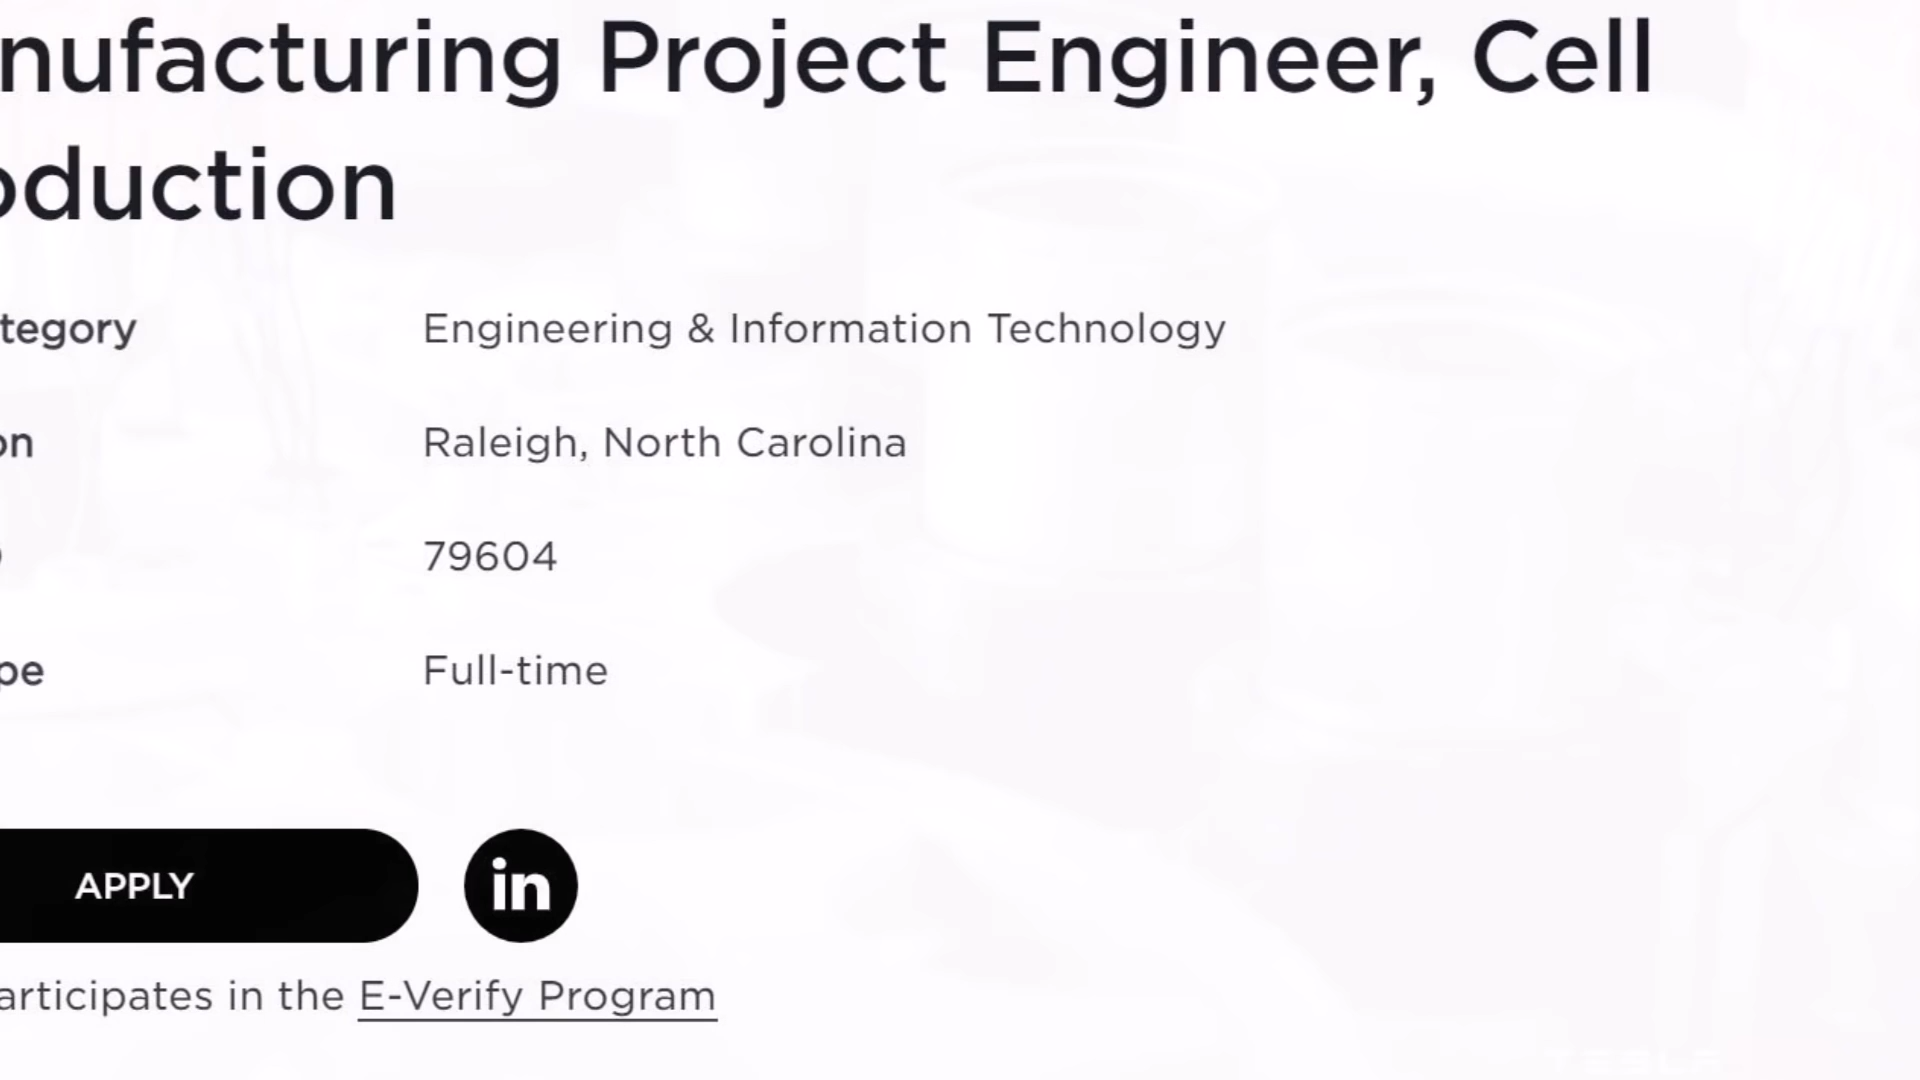 nufacturing Project Engineer, Cell
oduction
tegory
Engineering & Information Technology
on
Raleigh, North Carolina
79604
pe
Full-time
APPLY
in
articipates in the E-Verify Program